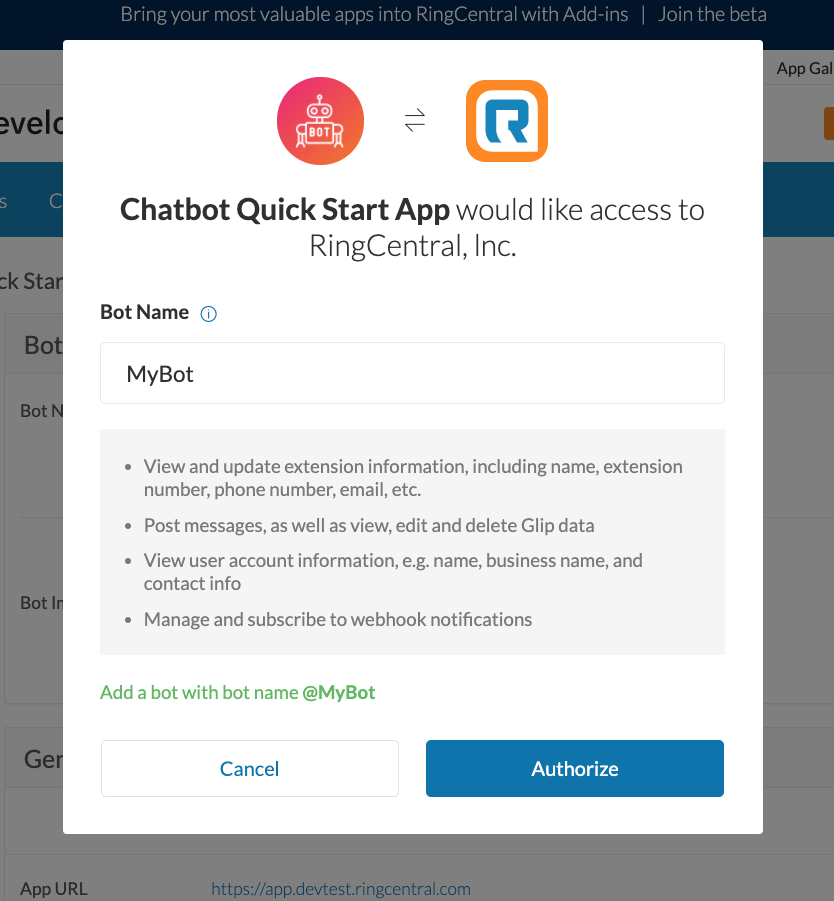 Bring your most valuable apps into RingCentral with Add-ins | Join the beta
App Gal
evelo
BOT
R
s C
Chatbot Quick Start App would like access to
RingCentral, Inc.
ck Star
Bot Name
Bot
MyBot
Bot N
View and update extension information, including name, extension
number, phone number, email, etc.
Post messages, as well as view, edit and delete Glip data
View user account information, e.g. name, business name, and
contact info
Bot Im
Manage and subscribe to webhook notifications
Add a bot with bot name @MyBot
Ger
Cancel Authorize
App URL https://app.devtest.ringcentral.com